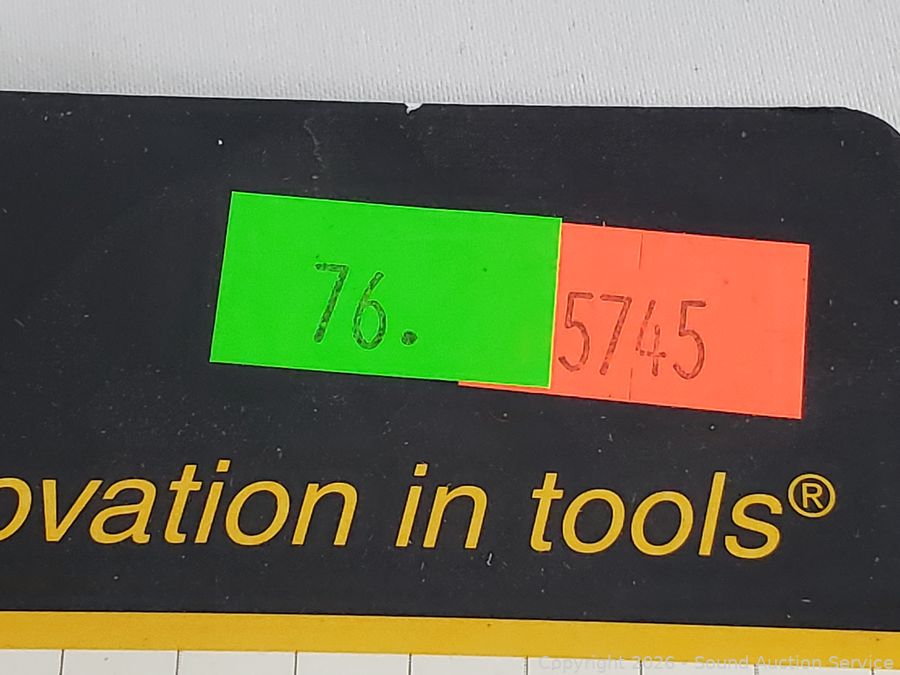 76.
5745
ovation in tools®
Copyright 2026 - Sound Auction Service